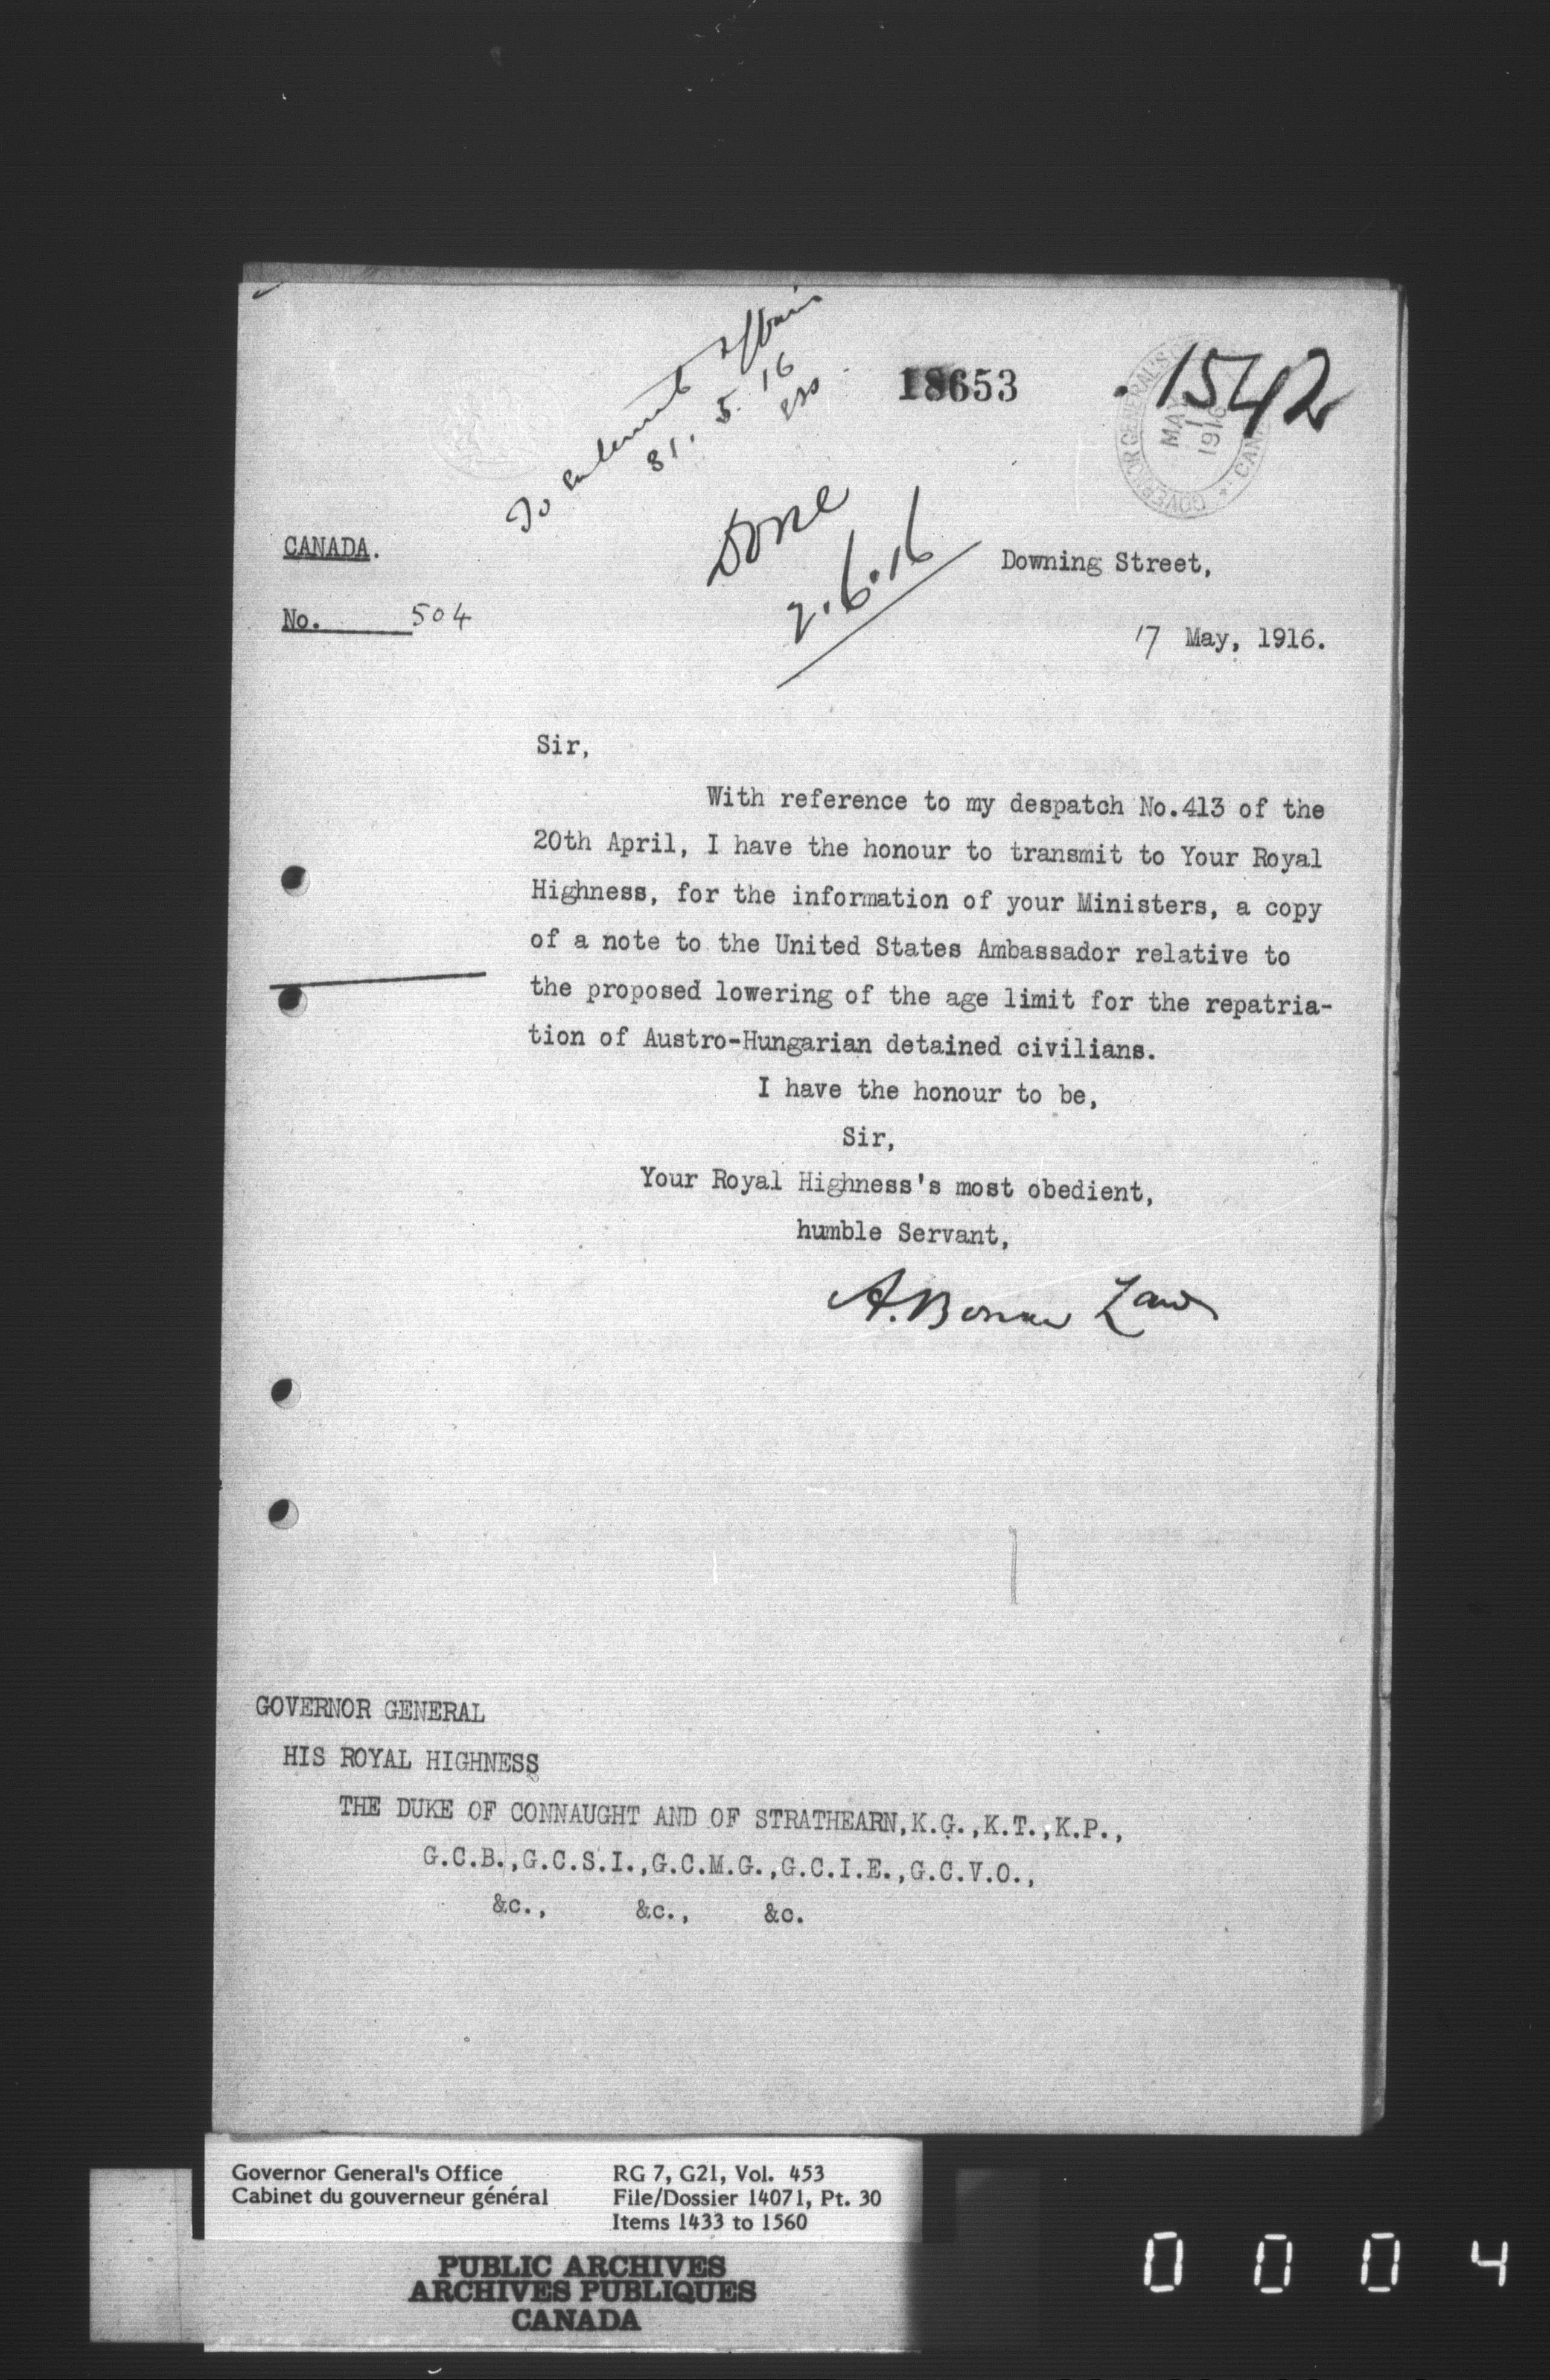 To External Affairs
31. 5. 16
18653
1542
GOVERNOR GENERAL'S
MAY
1916
CANADA.
Done
2.6.16
Downing Street,
No. 504
17 May, 1916.
Sir,
With reference to my despatch No.413 of the
20th April, I have the honour to transmit to Your Royal
Highness, for the information of your Ministers, a copy
of a note to the United States Ambassador relative to
the proposed lowering of the age limit for the repatria-
tion of Austro-Hungarian detained civilians.
I have the honour to be,
Sir,
Your Royal Highness's most obedient,
humble Servant,
A. Bonar Law
GOVERNOR GENERAL
HIS ROYAL HIGHNESS
THE DUKE OF CONNAUGHT AND OF STRATHEARN,K.G.,K.T.,K.P.,
G.C.B.,G.C.S.I.,G.C.M.G.,G.C.I.E.,G.C.V.O.,
&c., &c., &c.
Governor General's Office
Cabinet du gouverneur général
RG 7, G21, Vol. 453
File/Dossier 14071, Pt. 30
Items 1433 to 1560
PUBLIC ARCHIVES
ARCHIVES PUBLIQUES
CANADA
0004